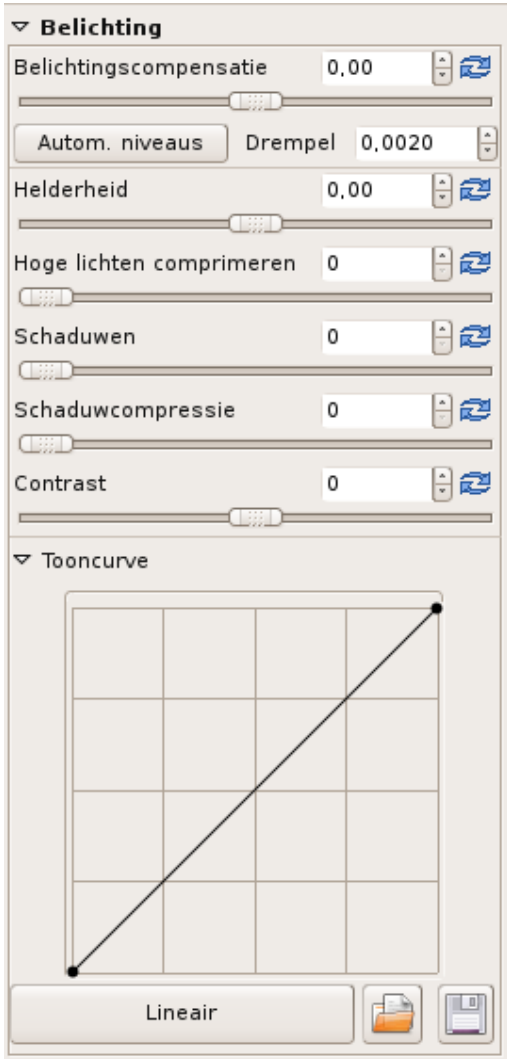 Belichting
Belichtingscompensatie 0,00
Autom. niveaus Drempel 0,0020
Helderheid 0,00
Hoge lichten comprimeren 0
Schaduwen 0
Schaduwcompressie 0
Contrast 0
Tooncurve
Lineair